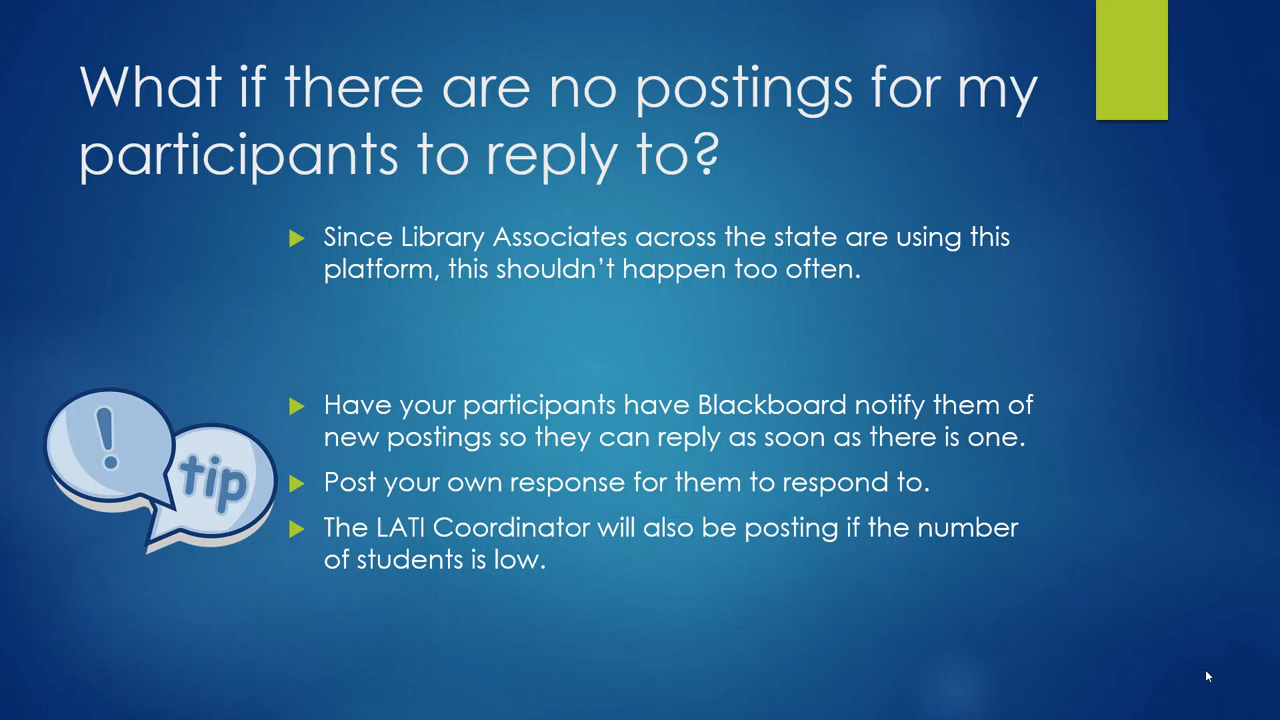 What if there are no postings for my
participants to reply to?
Since Library Associates across the state are using this
platform, this shouldn’t happen too often.
Have your participants have Blackboard notify them of
new postings so they can reply as soon as there is one.
! tip
Post your own response for them to respond to.
The LATI Coordinator will also be posting if the number
of students is low.